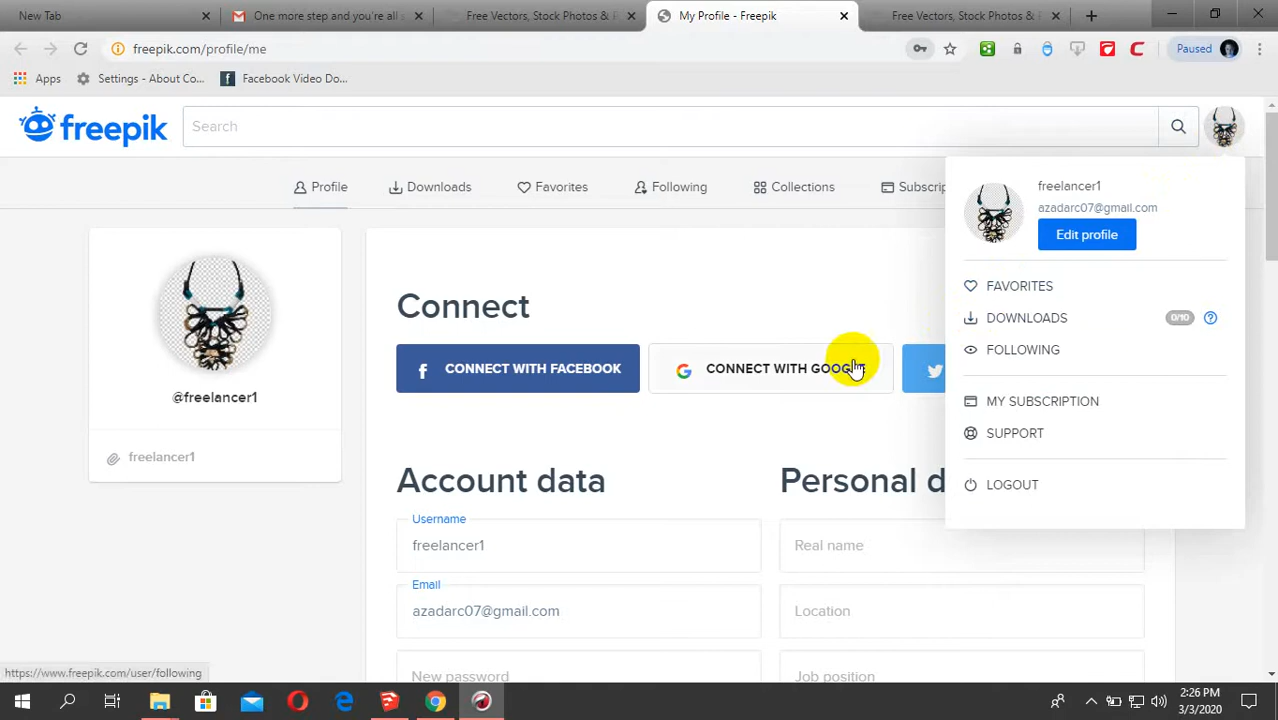 New Tab
One more step and you're all
Free Vectors, Stock Photos & P
My Profile - Freepik
Free Vectors, Stock Photos & P
freepik.com/profile/me
Paused
Apps
Settings - About Co...
Facebook Video Do...
freepik
Search
Profile
Downloads
Favorites
Following
Collections
Subscrip
freelancer1
azadarc07@gmail.com
Edit profile
FAVORITES
DOWNLOADS
0/10
FOLLOWING
MY SUBSCRIPTION
SUPPORT
LOGOUT
@freelancer1
freelancer1
Connect
CONNECT WITH FACEBOOK
CONNECT WITH GOOGLE
Account data
Personal d
Username
freelancer1
Real name
Email
azadarc07@gmail.com
Location
New password
Job position
https://www.freepik.com/user/following
2:26 PM
3/3/2020